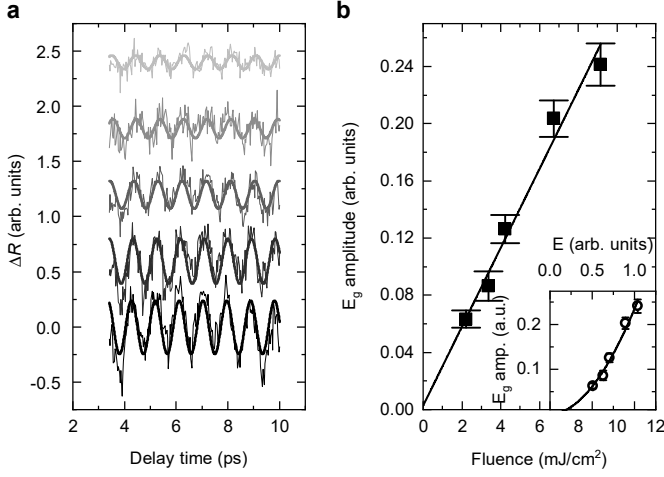 a
2.5
2.0
1.5
1.0
0.5
0.0
-0.5
ΔR (arb. units)
2 4 6 8 10
Delay time (ps)
b
0.24
0.20
0.16
0.12
0.08
0.04
0.00
Eg amplitude (arb. units)
0 2 4 6 8 10 12
Fluence (mJ/cm²)
E (arb. units)
0.0 0.5 1.0
0.2
0.1
Eg amp. (a.u.)